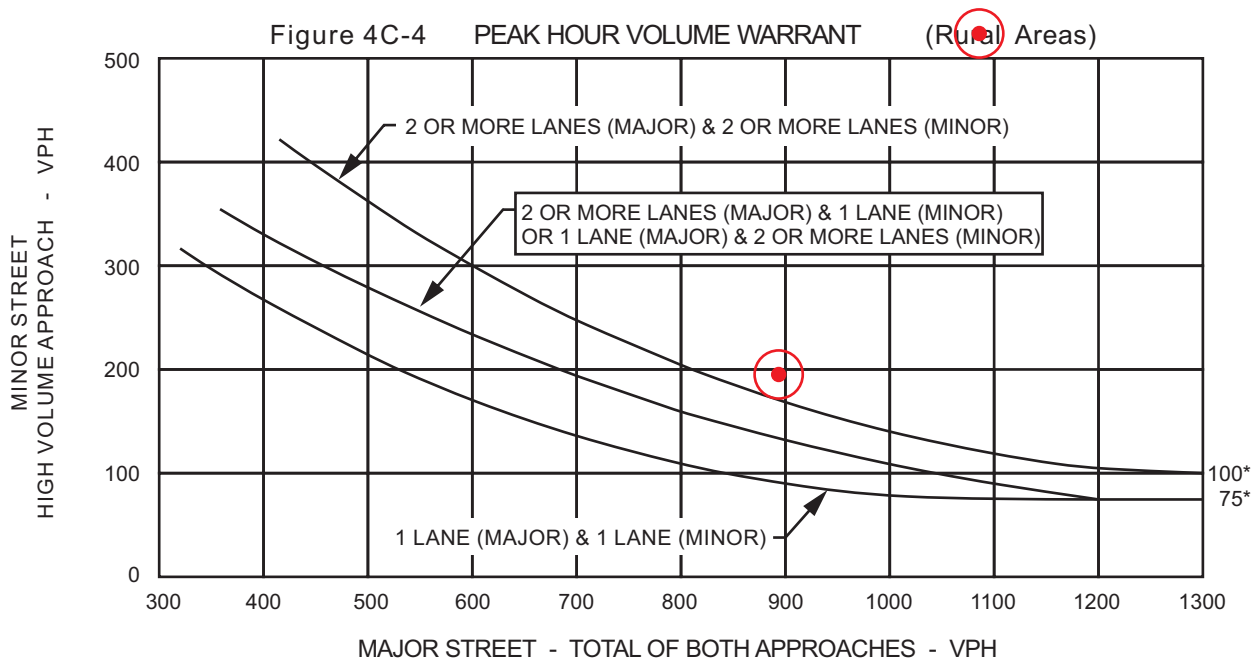 Figure 4C-4 PEAK HOUR VOLUME WARRANT (Rural Areas)
500
400
300
200
100
0
MINOR STREET
HIGH VOLUME APPROACH - VPH
2 OR MORE LANES (MAJOR) & 2 OR MORE LANES (MINOR)
2 OR MORE LANES (MAJOR) & 1 LANE (MINOR)
OR 1 LANE (MAJOR) & 2 OR MORE LANES (MINOR)
1 LANE (MAJOR) & 1 LANE (MINOR)
100*
75*
300 400 500 600 700 800 900 1000 1100 1200 1300
MAJOR STREET - TOTAL OF BOTH APPROACHES - VPH